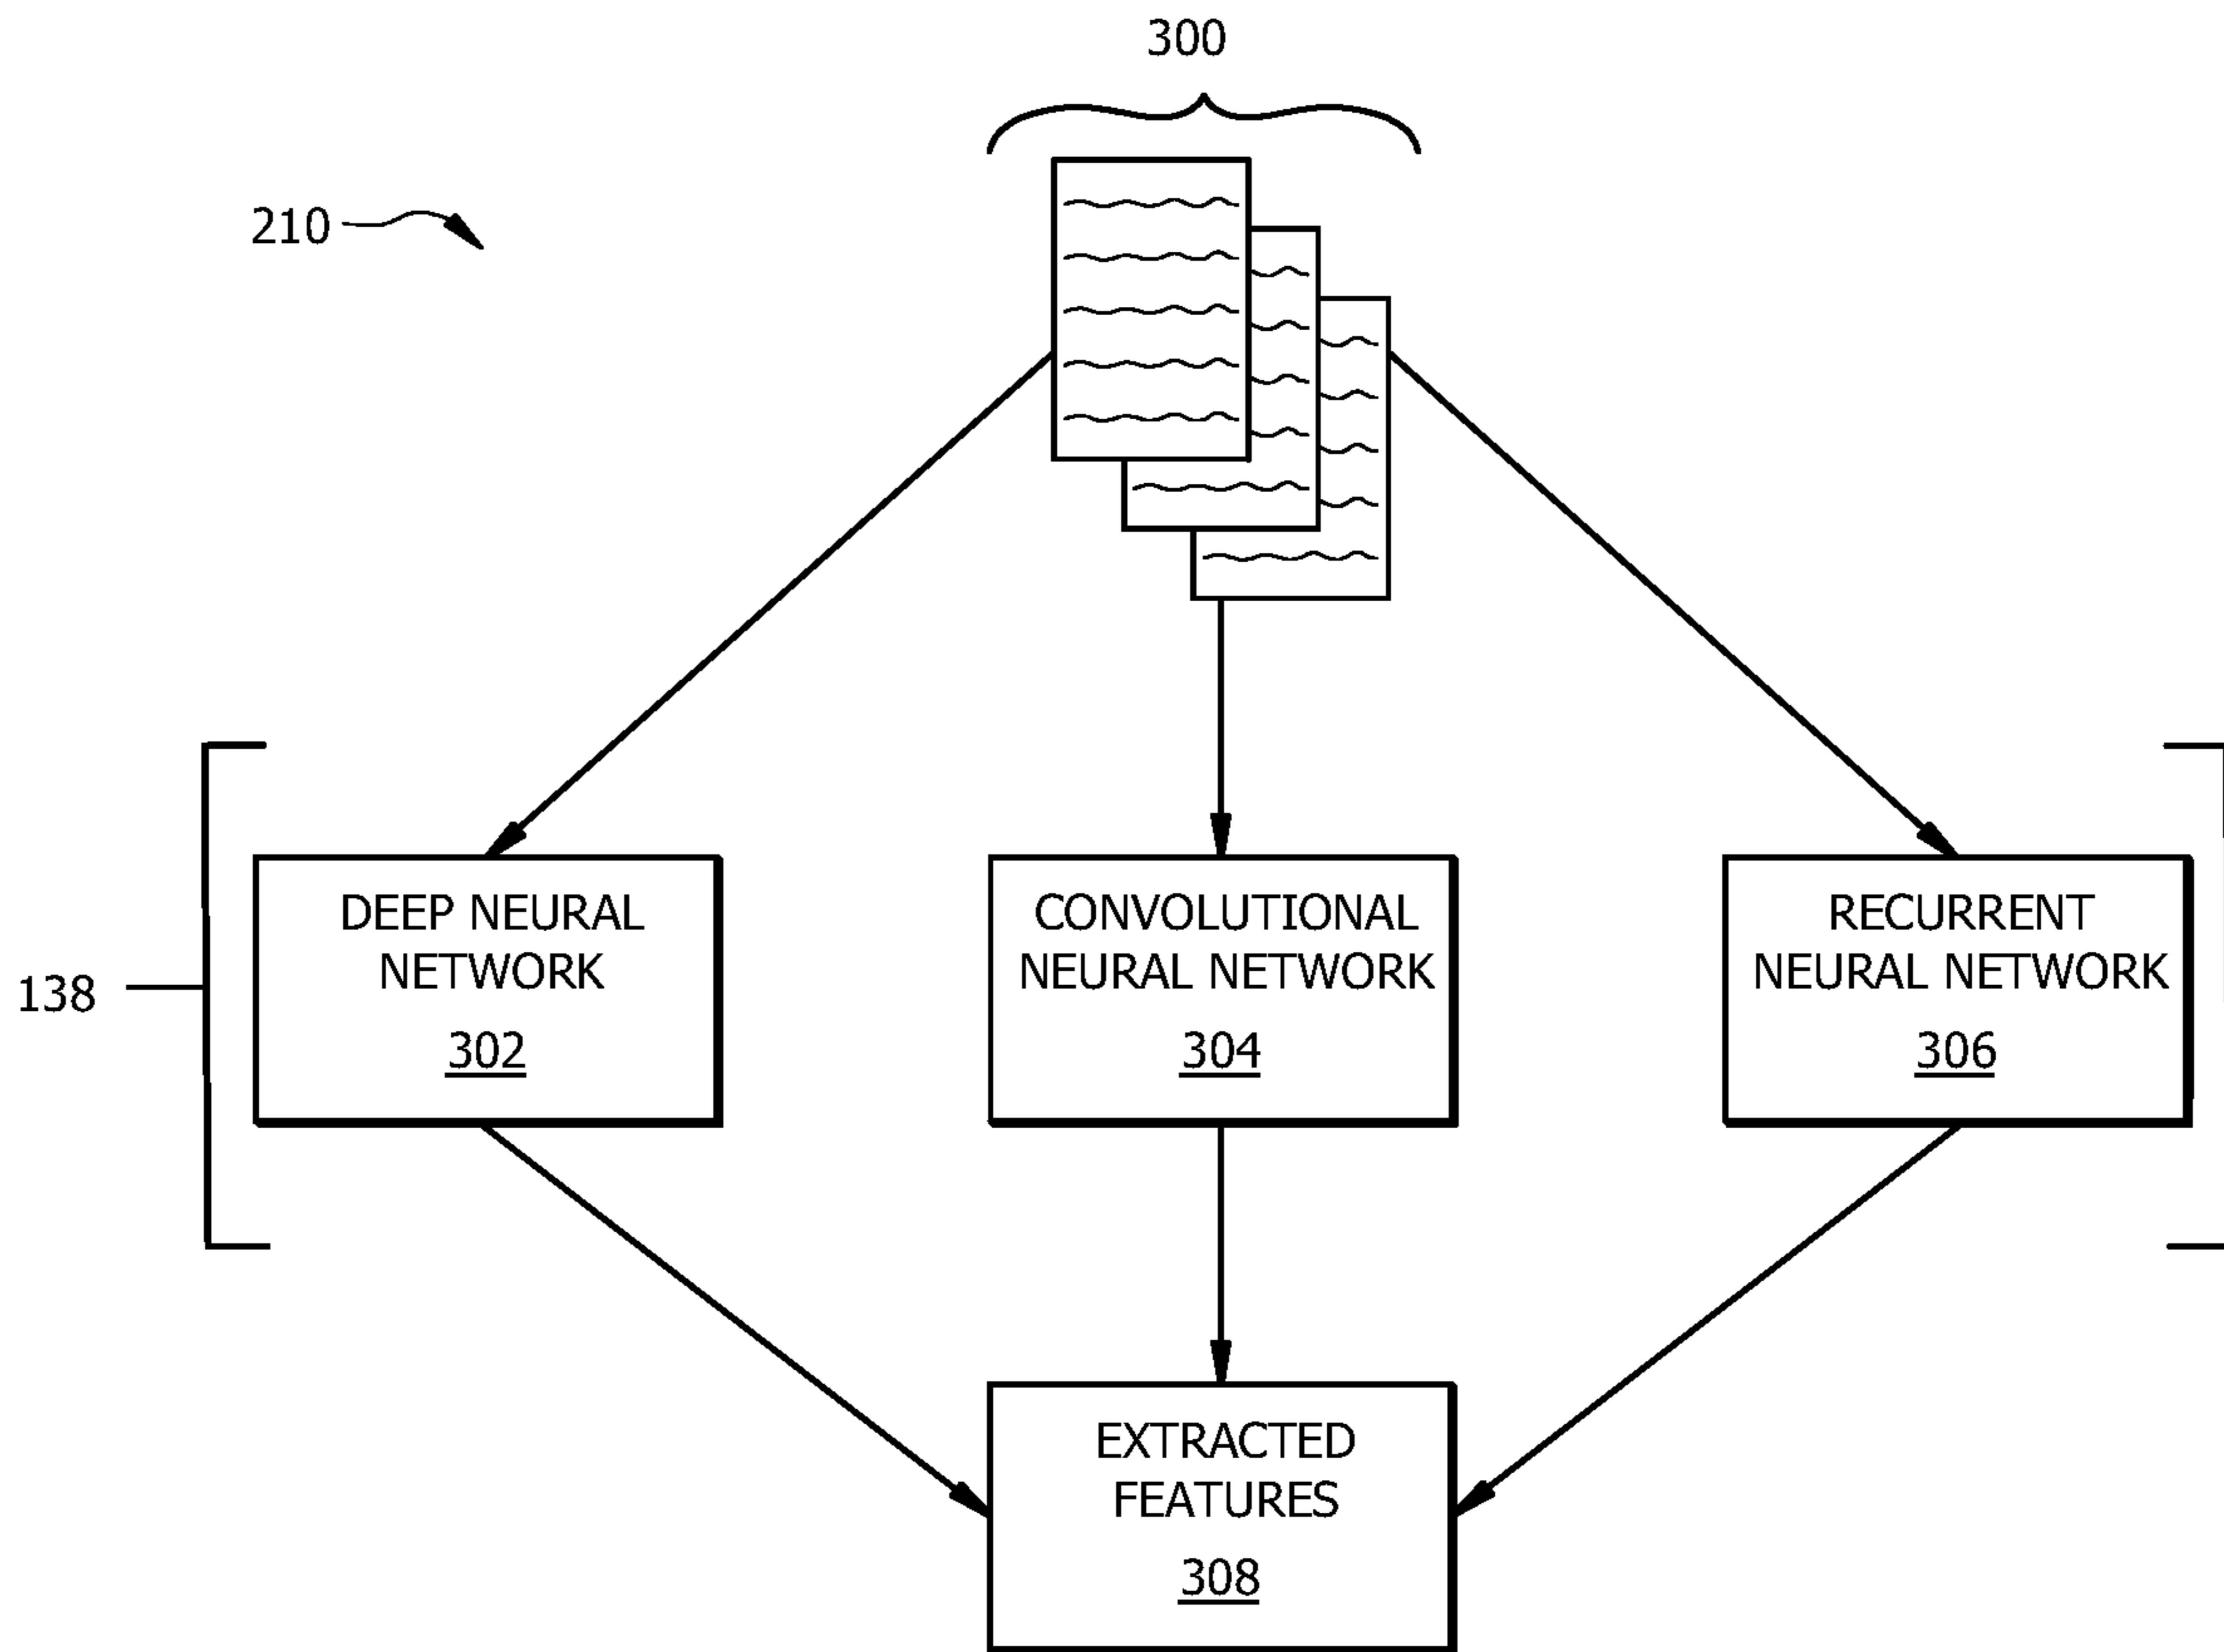 300
210
DEEP NEURAL
NETWORK
302
CONVOLUTIONAL
NEURAL NETWORK
304
RECURRENT
NEURAL NETWORK
306
138
EXTRACTED
FEATURES
308